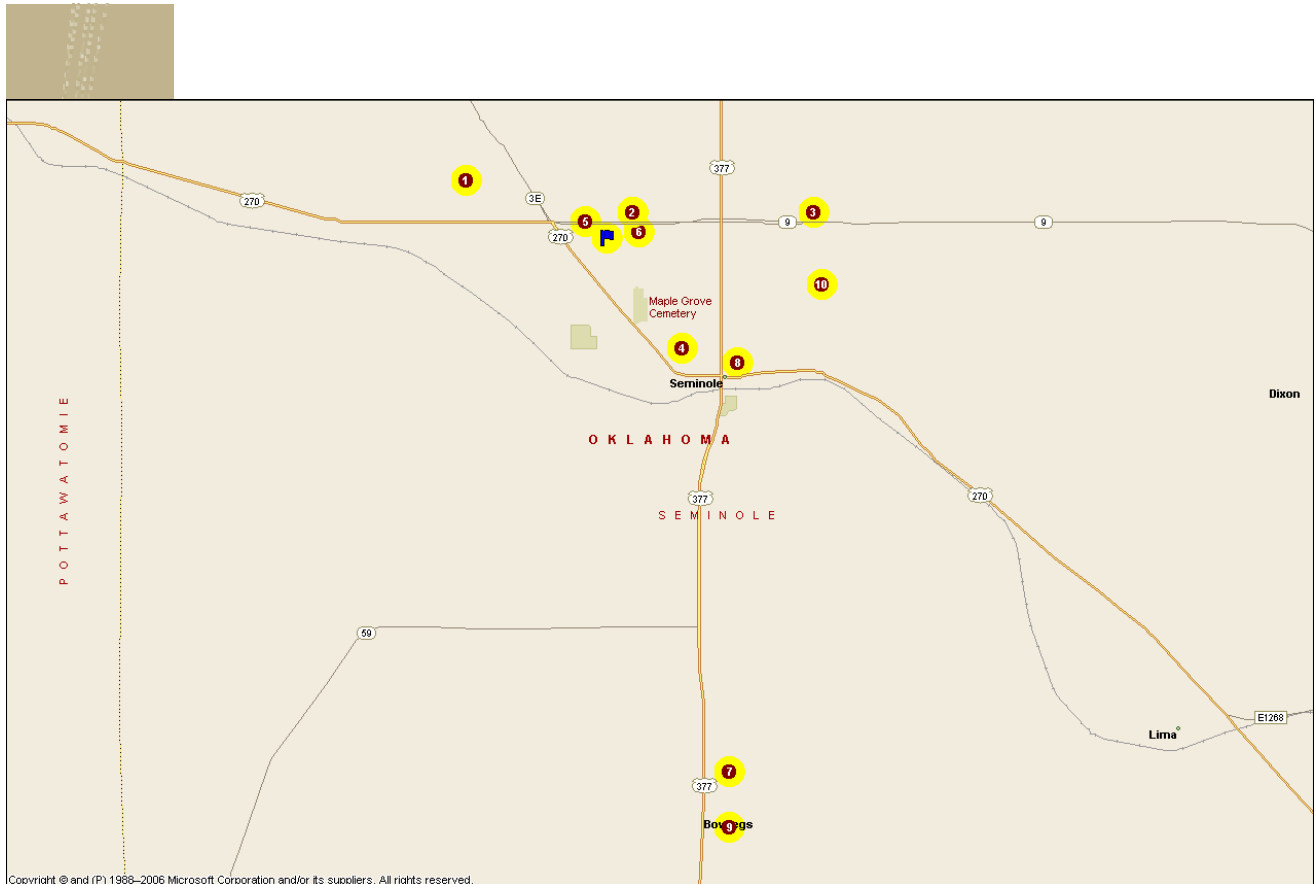 377
1
270
3E
2
3
5
9
9
270
6
10
Maple Grove
Cemetery
4
8
Seminole
Dixon
POTTAWATOMIE
OKLAHOMA
270
377
SEMINOLE
59
E1268
Lima
7
377
9
Copyright © and (P) 1988–2006 Microsoft Corporation and/or its suppliers. All rights reserved.